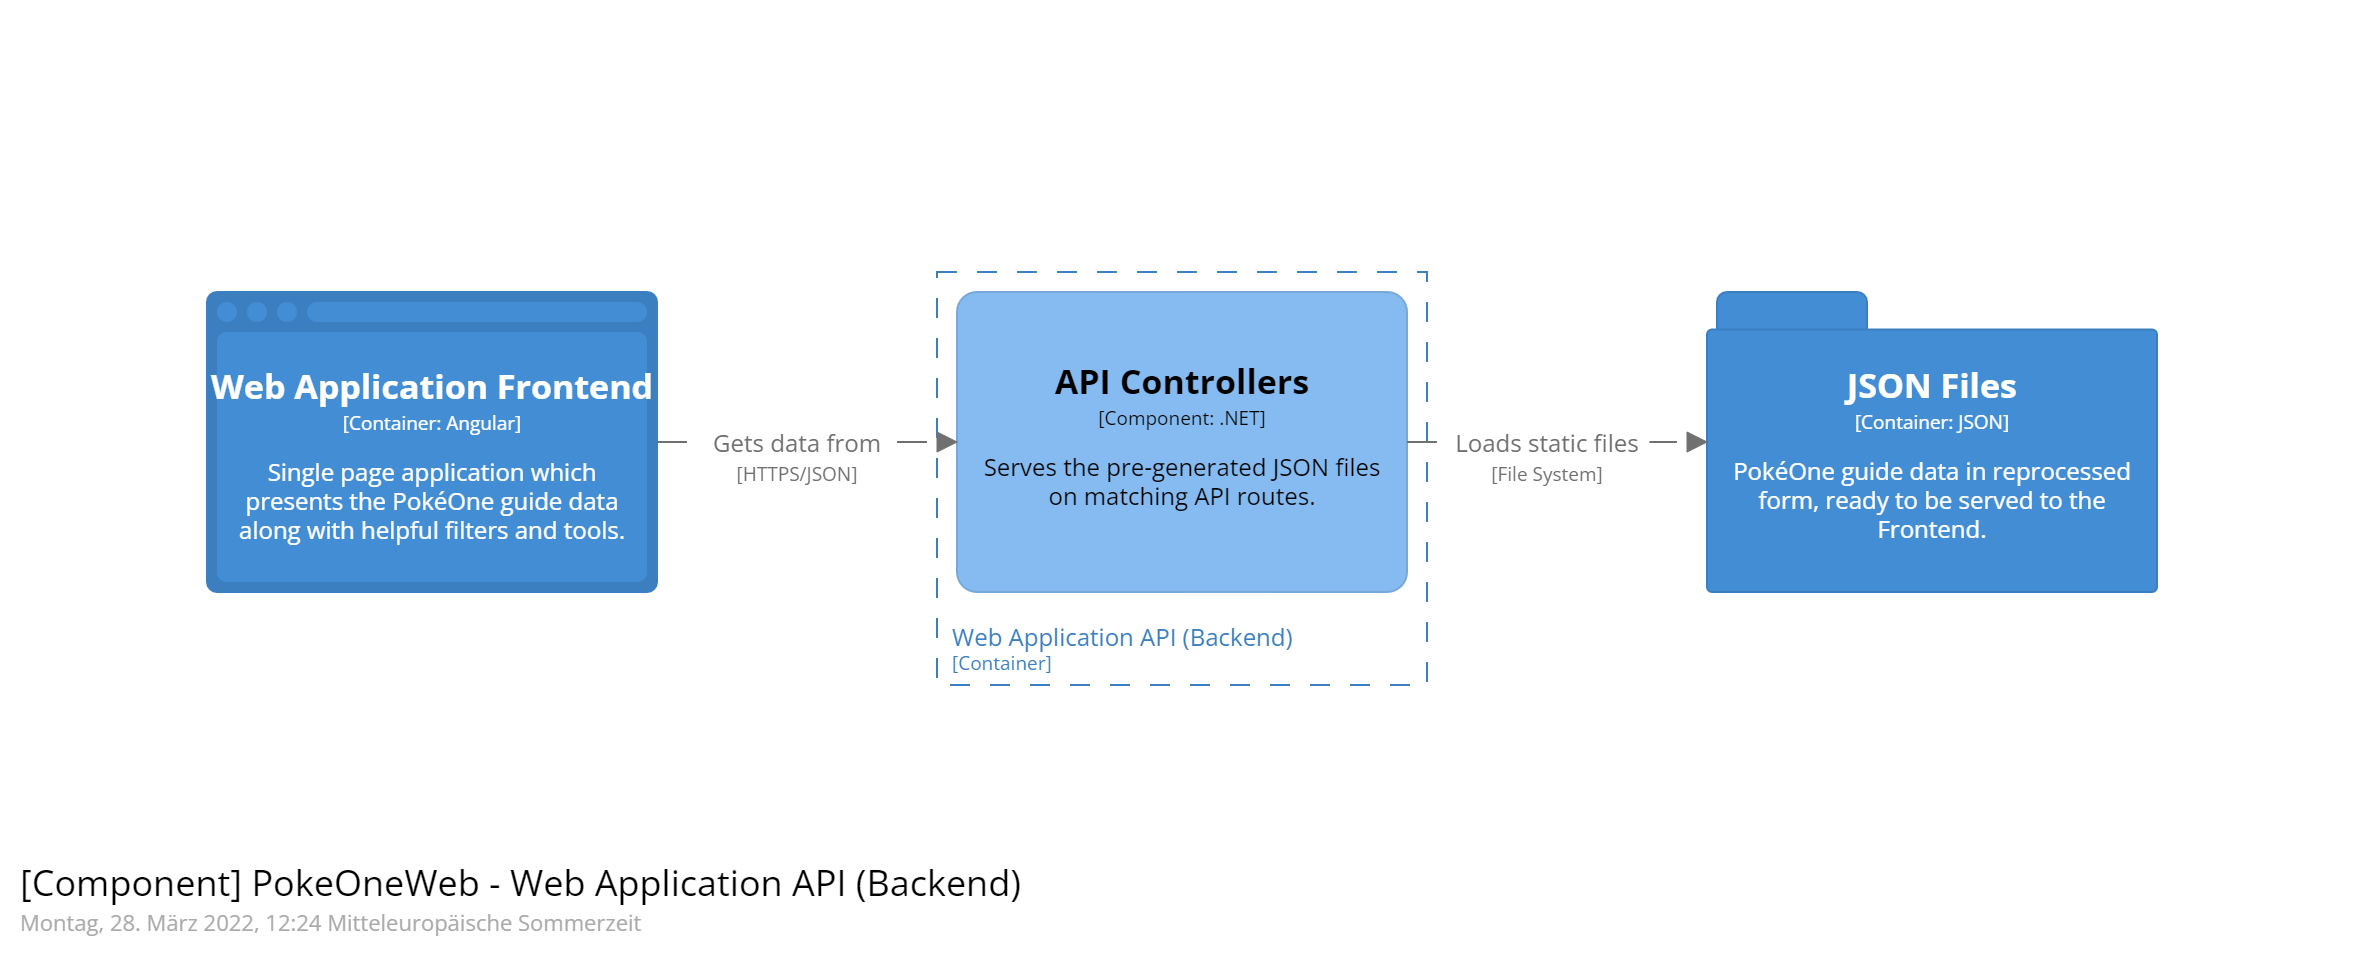 Web Application Frontend
[Container: Angular]
Single page application which
presents the PokéOne guide data
along with helpful filters and tools.
Gets data from
[HTTPS/JSON]
API Controllers
[Component: .NET]
Serves the pre-generated JSON files
on matching API routes.
Web Application API (Backend)
[Container]
Loads static files
[File System]
JSON Files
[Container: JSON]
PokéOne guide data in reprocessed
form, ready to be served to the
Frontend.
[Component] PokeOneWeb - Web Application API (Backend)
Montag, 28. März 2022, 12:24 Mitteleuropäische Sommerzeit